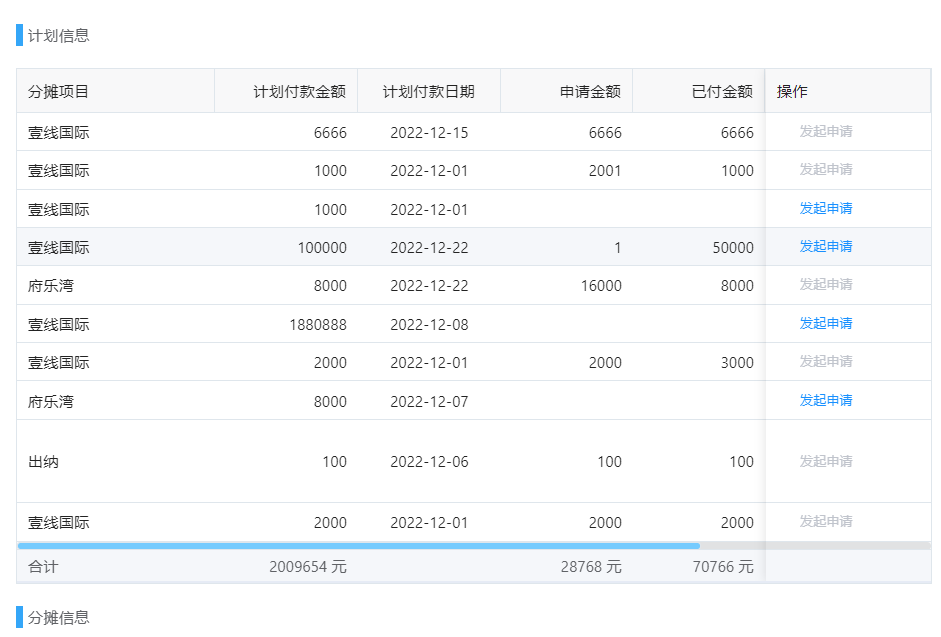 计划信息
分摊项目 计划付款金额 计划付款日期 申请金额 已付金额 操作
壹线国际 6666 2022-12-15 6666 6666 发起申请
壹线国际 1000 2022-12-01 2001 1000 发起申请
壹线国际 1000 2022-12-01 发起申请
壹线国际 100000 2022-12-22 1 50000 发起申请
府乐湾 8000 2022-12-22 16000 8000 发起申请
壹线国际 1880888 2022-12-08 发起申请
壹线国际 2000 2022-12-01 2000 3000 发起申请
府乐湾 8000 2022-12-07 发起申请
出纳 100 2022-12-06 100 100 发起申请
壹线国际 2000 2022-12-01 2000 2000 发起申请
合计 2009654 元 28768 元 70766 元
分摊信息